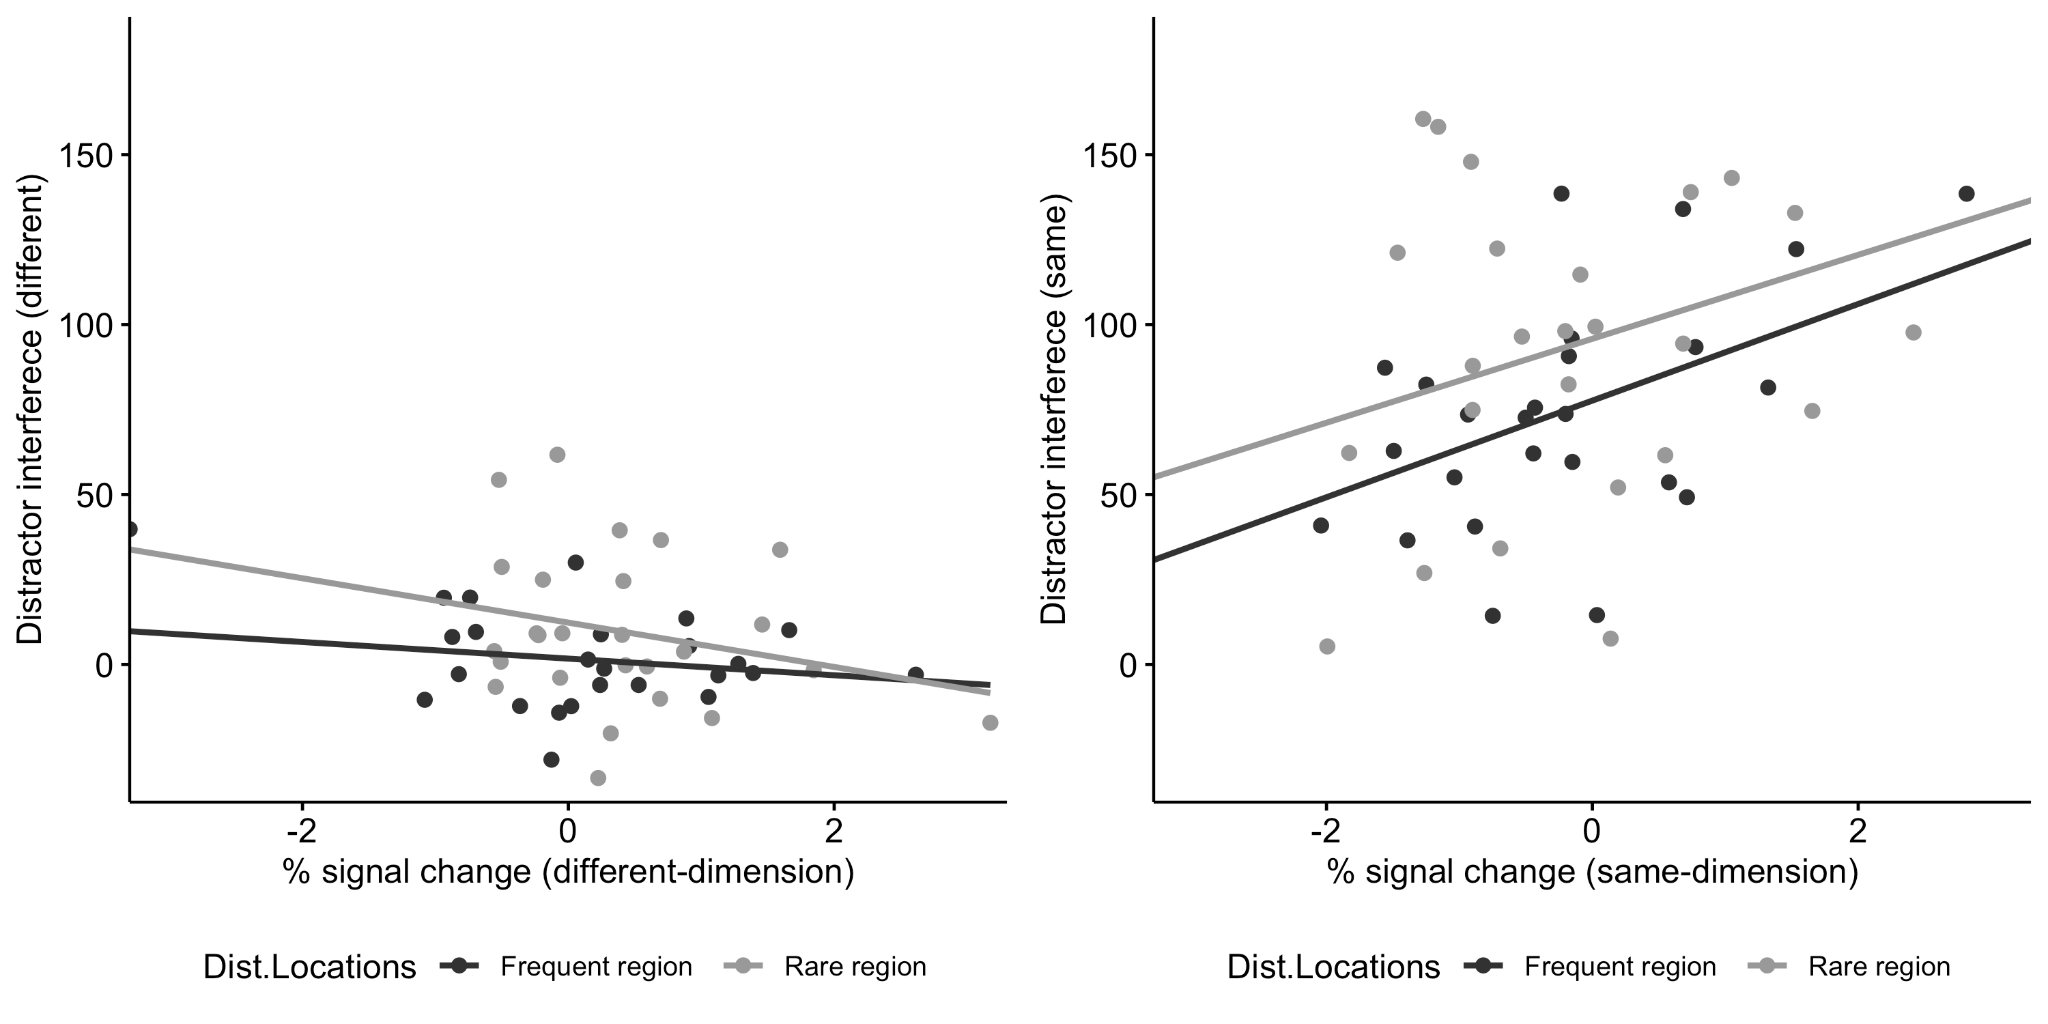 Distractor interferece (different)
150
100
50
0
-2 0 2
% signal change (different-dimension)
Dist.Locations Frequent region Rare region
Distractor interferece (same)
150
100
50
0
-2 0 2
% signal change (same-dimension)
Dist.Locations Frequent region Rare region